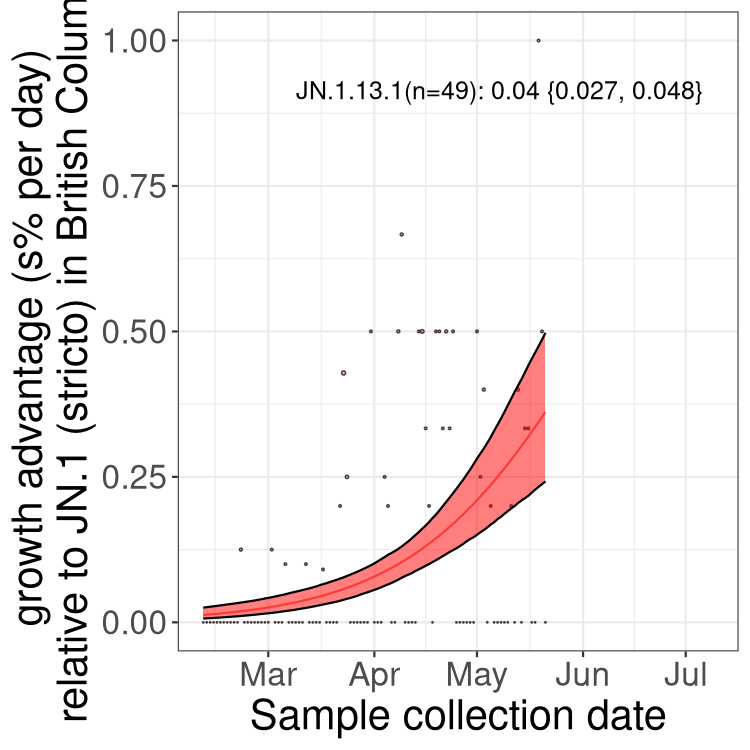 growth advantage (s% per day)
relative to JN.1 (stricto) in British Colum
1.00
0.75
0.50
0.25
0.00
JN.1.13.1(n=49): 0.04 {0.027, 0.048}
Mar Apr May Jun Jul
Sample collection date